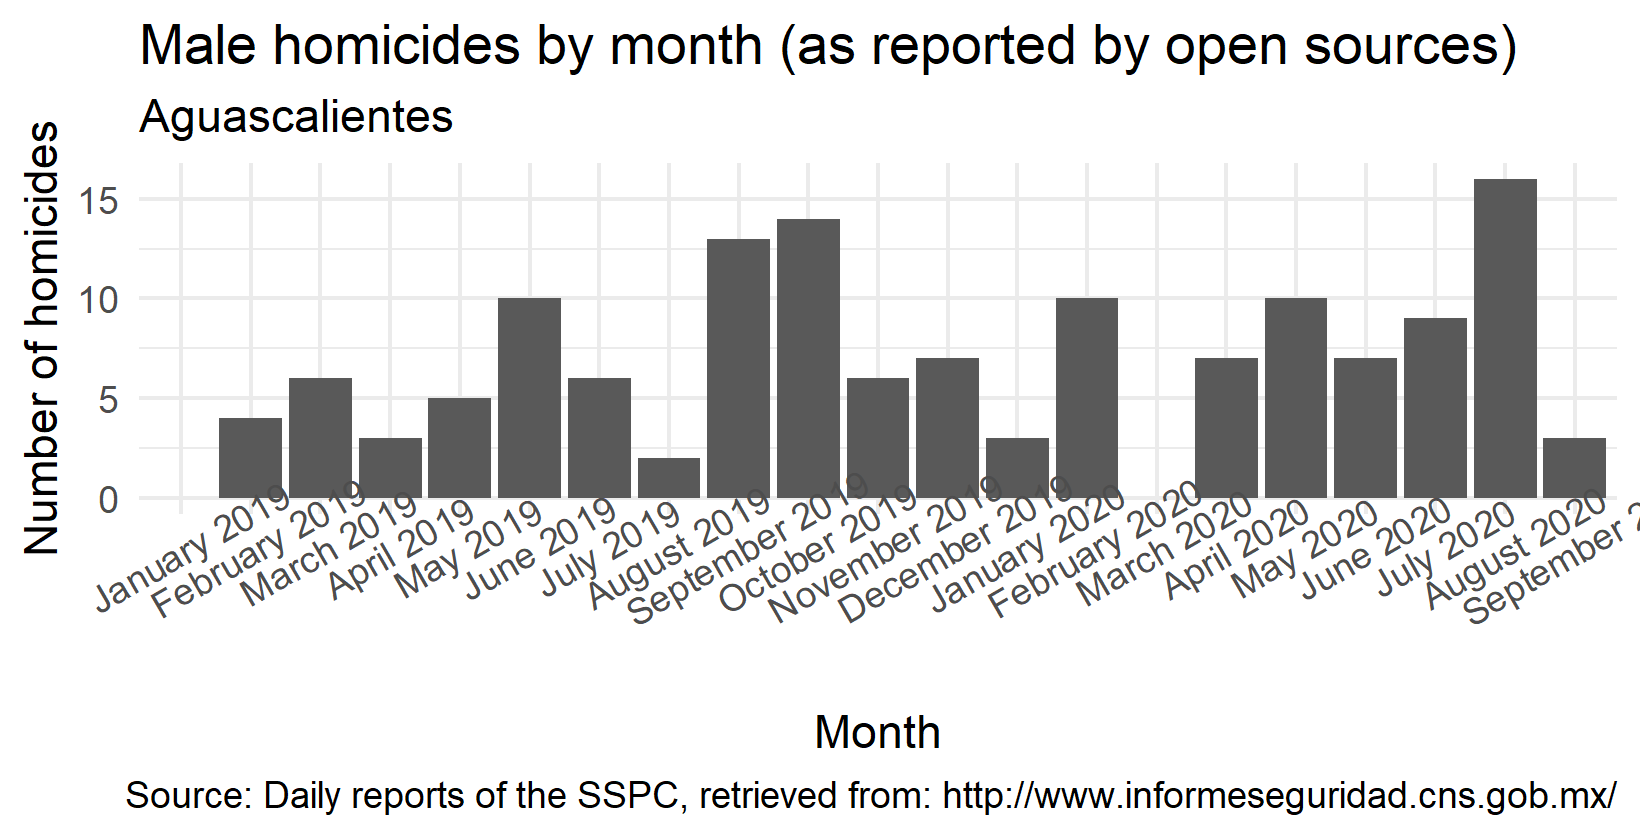 Male homicides by month (as reported by open sources)
Aguascalientes
Number of homicides
15
10
5
0
January 2019
February 2019
March 2019
April 2019
May 2019
June 2019
July 2019
August 2019
September 2019
October 2019
November 2019
December 2019
January 2020
February 2020
March 2020
April 2020
May 2020
June 2020
July 2020
August 2020
September 2
Month
Source: Daily reports of the SSPC, retrieved from: http://www.informeseguridad.cns.gob.mx/